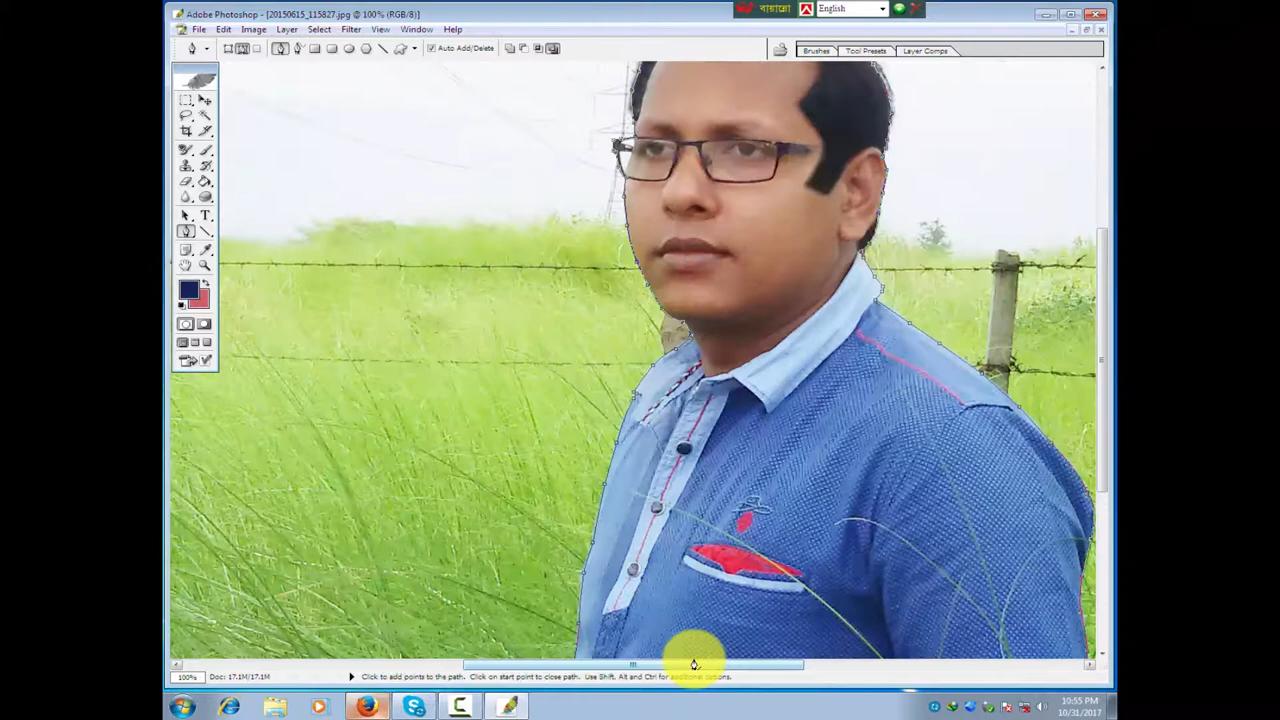 Adobe Photoshop - [20150615_115827.jpg @ 100% (RGB/8)]
বায়ান্নো
English
File Edit Image Layer Select Filter View Window Help
Auto Add/Delete
Brushes Tool Presets Layer Comps
T
100% Doc: 17.1M/17.1M Click to add points to the path. Click on start point to close path. Use Shift, Alt and Ctrl for additional options.
10:55 PM
10/31/2017